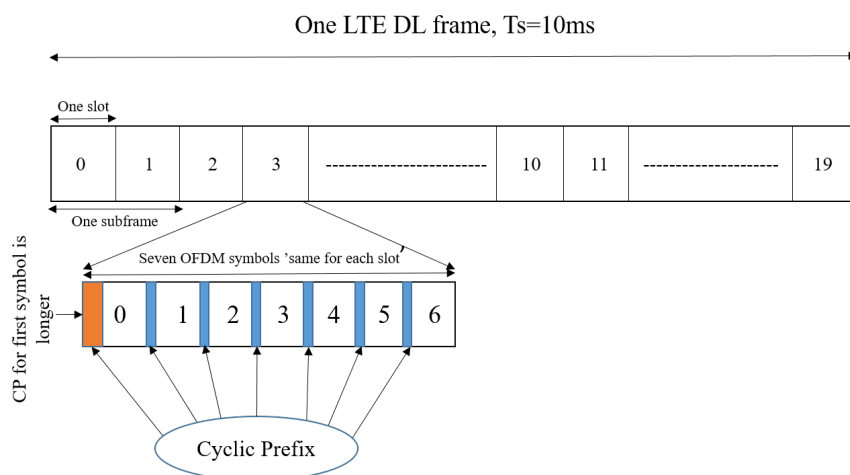 One LTE DL frame, Ts=10ms
One slot
0 1 2 3 ---------------------- 10 11 ------------------ 19
One subframe
Seven OFDM symbols 'same for each slot'
CP for first symbol is
longer
0 1 2 3 4 5 6
Cyclic Prefix